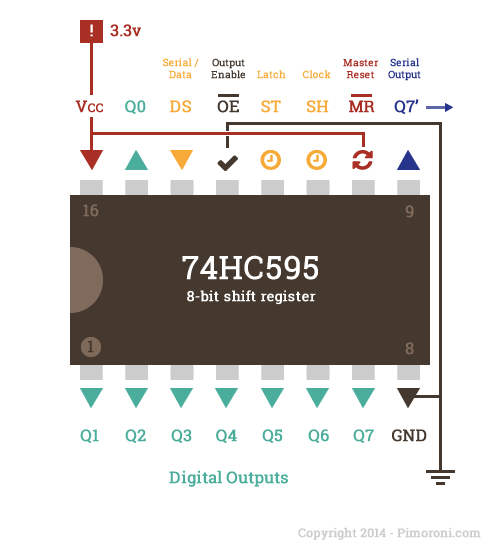 ! 3.3v
Serial / Output Master Serial
Data Enable Latch Clock Reset Output
VCC Q0 DS OE ST SH MR Q7'
16 9
74HC595
8-bit shift register
1 8
Q1 Q2 Q3 Q4 Q5 Q6 Q7 GND
Digital Outputs
Copyright 2014 - Pimoroni.com